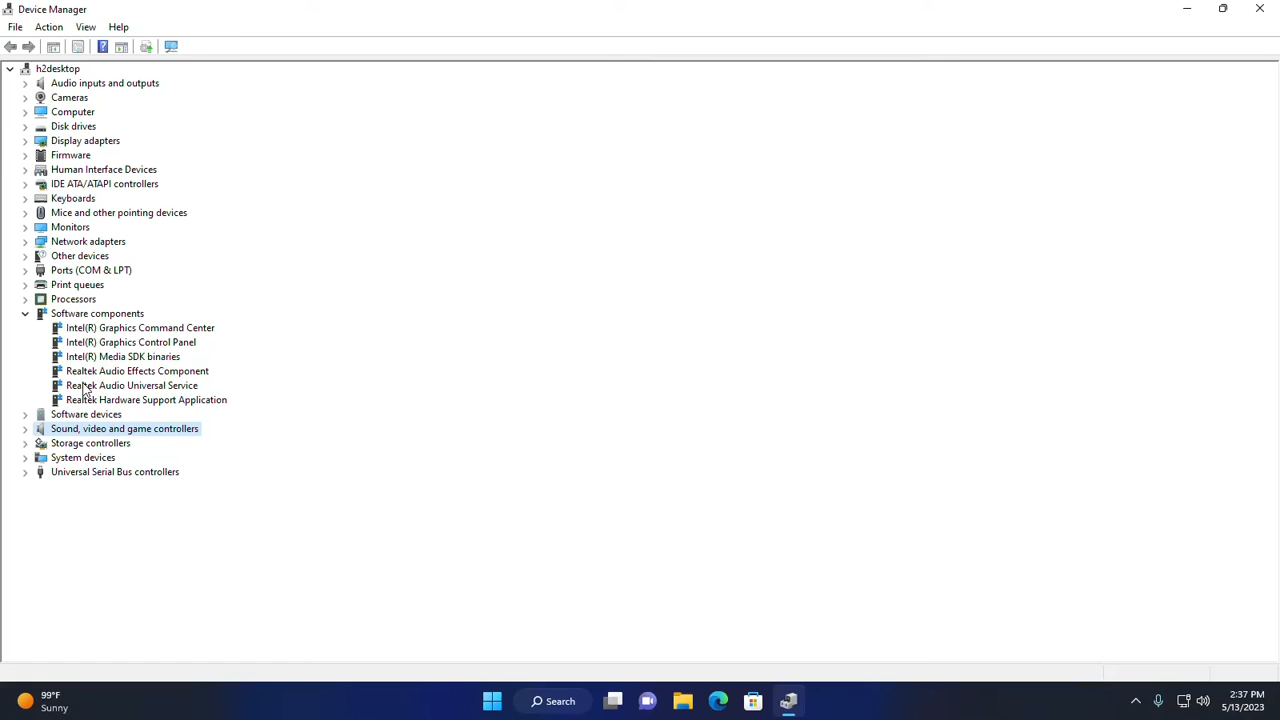 Device Manager
File Action View Help
h2desktop
Audio inputs and outputs
Cameras
Computer
Disk drives
Display adapters
Firmware
Human Interface Devices
IDE ATA/ATAPI controllers
Keyboards
Mice and other pointing devices
Monitors
Network adapters
Other devices
Ports (COM & LPT)
Print queues
Processors
Software components
Intel(R) Graphics Command Center
Intel(R) Graphics Control Panel
Intel(R) Media SDK binaries
Realtek Audio Effects Component
Realtek Audio Universal Service
Realtek Hardware Support Application
Software devices
Sound, video and game controllers
Storage controllers
System devices
Universal Serial Bus controllers
99°F
Sunny
Search
2:37 PM
5/13/2023